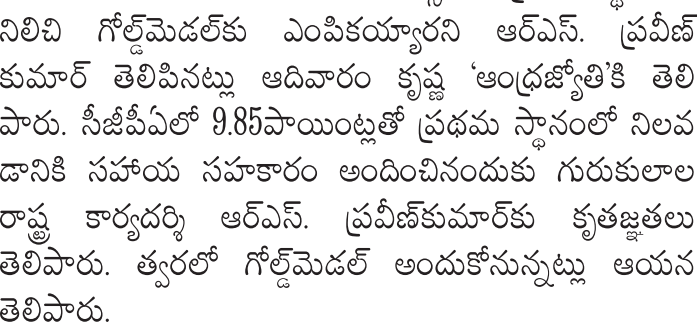 నిలిచి గోల్డ్‌మెడల్‌కు ఎంపికయ్యారని ఆర్ఎస్. ప్రవీణ్
కుమార్ తెలిపినట్లు ఆదివారం కృష్ణ ‘ఆంధ్రజ్యోతి’కి తెలి
పారు. సీజీపీఏలో 9.85పాయింట్లతో ప్రథమ స్థానంలో నిలవ
డానికి సహాయ సహకారం అందించినందుకు గురుకులాల
రాష్ట్ర కార్యదర్శి ఆర్ఎస్. ప్రవీణ్‌కుమార్‌కు కృతజ్ఞతలు
తెలిపారు. త్వరలో గోల్డ్‌మెడల్ అందుకోనున్నట్లు ఆయన
తెలిపారు.